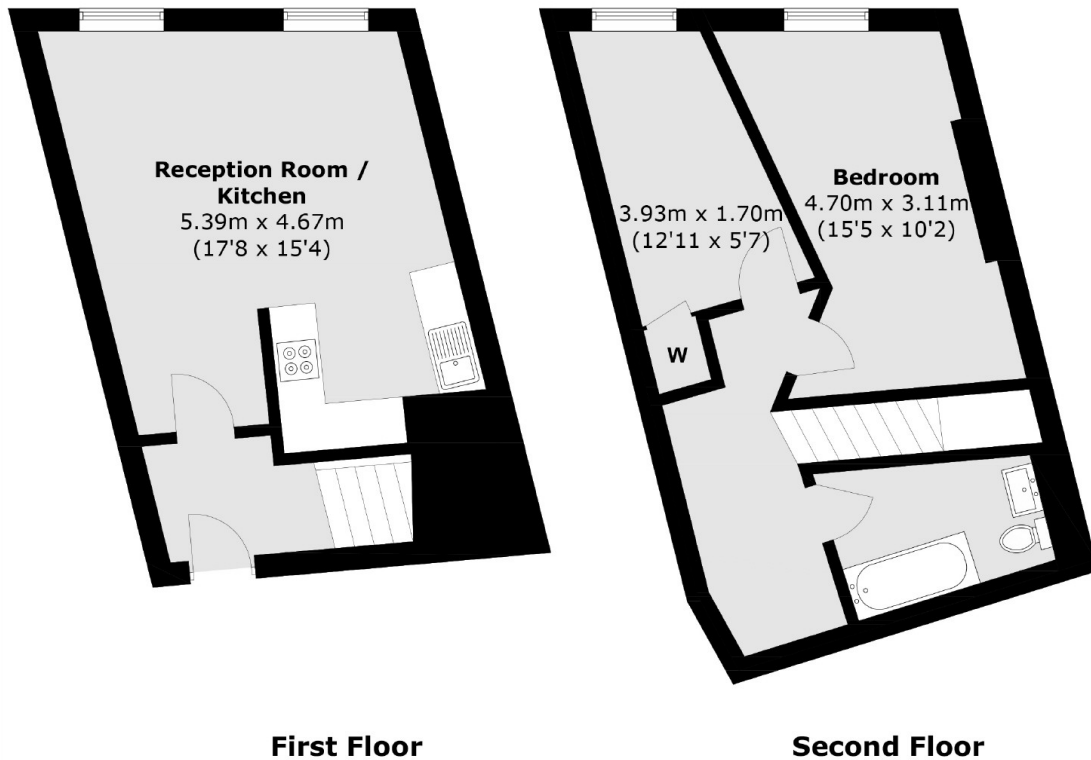 Reception Room /
Kitchen
5.39m x 4.67m
(17'8 x 15'4)
3.93m x 1.70m
(12'11 x 5'7)
W
Bedroom
4.70m x 3.11m
(15'5 x 10'2)
First Floor
Second Floor